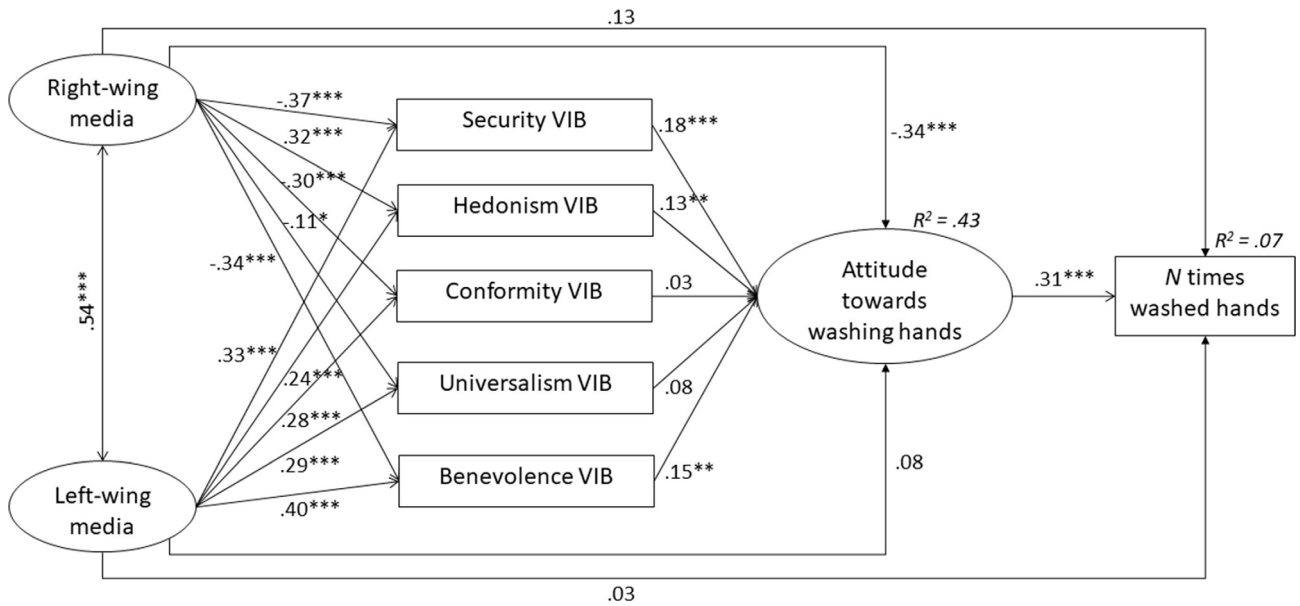 .13
Right-wing
media
-.37***
.32***
-.30***
-.11*
-.34***
Security VIB
.18***
-.34***
Hedonism VIB
.13**
R² = .43
R² = .07
Conformity VIB
.03
Attitude
towards
washing hands
.31***
N times
washed hands
.54***
.33***
.24***
.28***
.29***
.40***
Universalism VIB
.08
Benevolence VIB
.15**
.08
Left-wing
media
.03